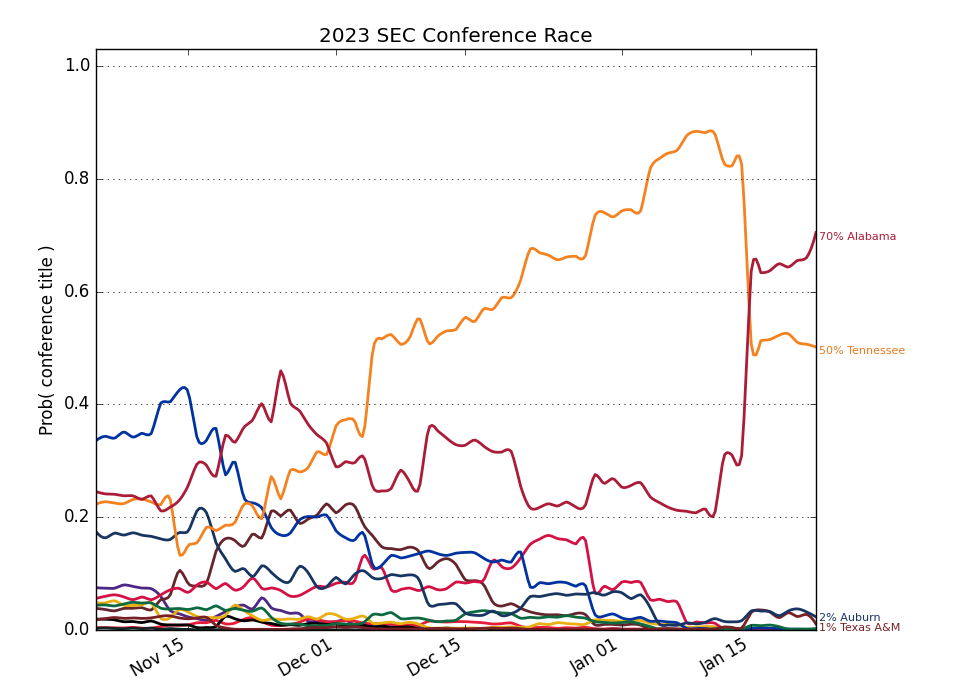 2023 SEC Conference Race
Prob( conference title )
1.0
0.8
0.6
0.4
0.2
0.0
Nov 15
Dec 01
Dec 15
Jan 01
Jan 15
70% Alabama
50% Tennessee
2% Auburn
1% Texas A&M